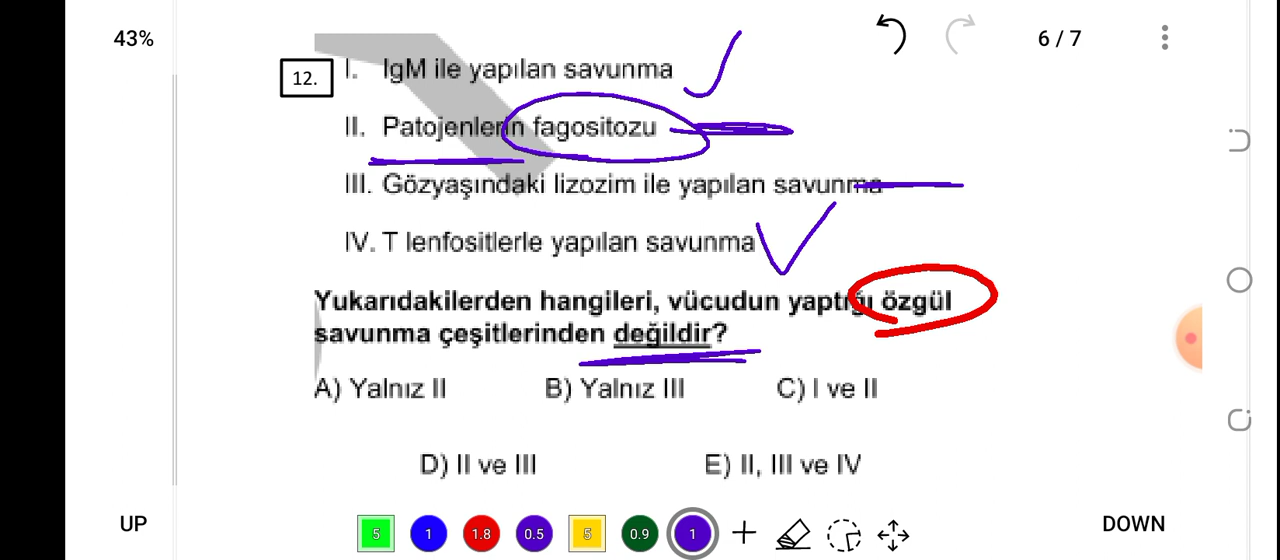 43%
6 / 7
12. I. IgM ile yapılan savunma
II. Patojenlerin fagositozu
III. Gözyaşındaki lizozim ile yapılan savunma
IV. T lenfositlerle yapılan savunma
Yukarıdakilerden hangileri, vücudun yaptığı özgül
savunma çeşitlerinden değildir?
A) Yalnız II B) Yalnız III C) I ve II
D) II ve III E) II, III ve IV
UP 5 1 1.8 0.5 5 0.9 1 DOWN